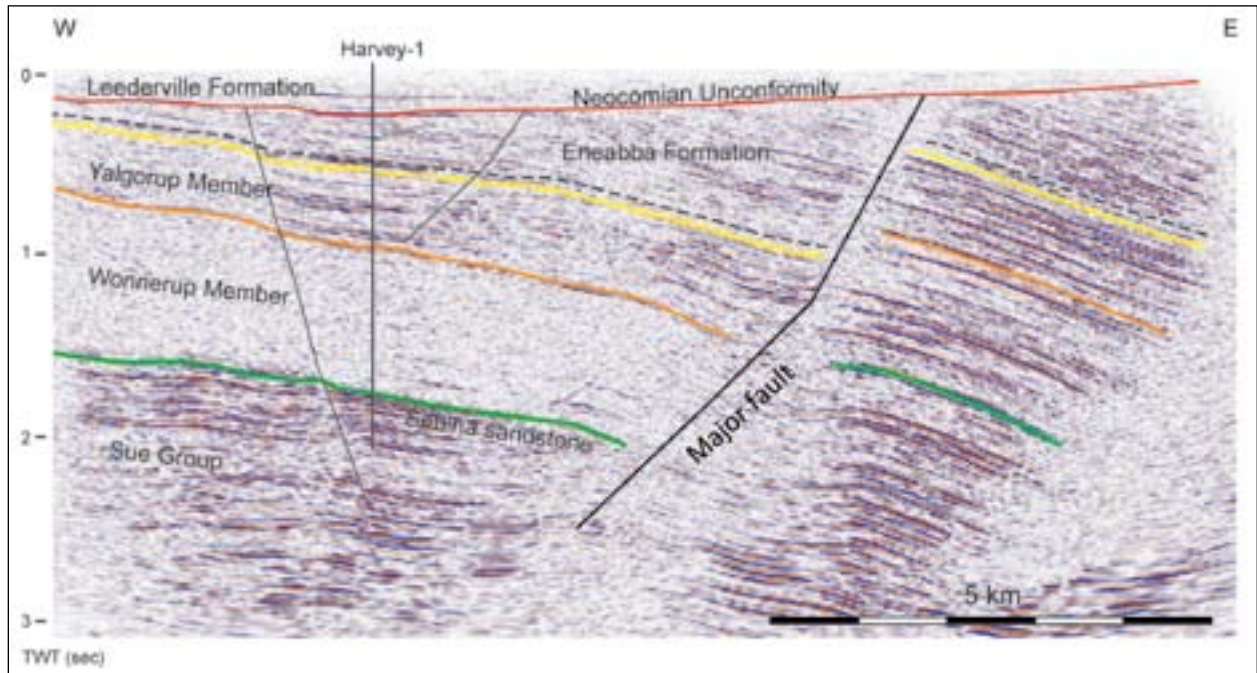 W
E
Harvey-1
0
Leederville Formation
Neocomian Unconformity
Eneabba Formation
Yalgorup Member
1
Wonnerup Member
Major fault
sandstone
2
Sue Group
5 km
3
TWT (sec)